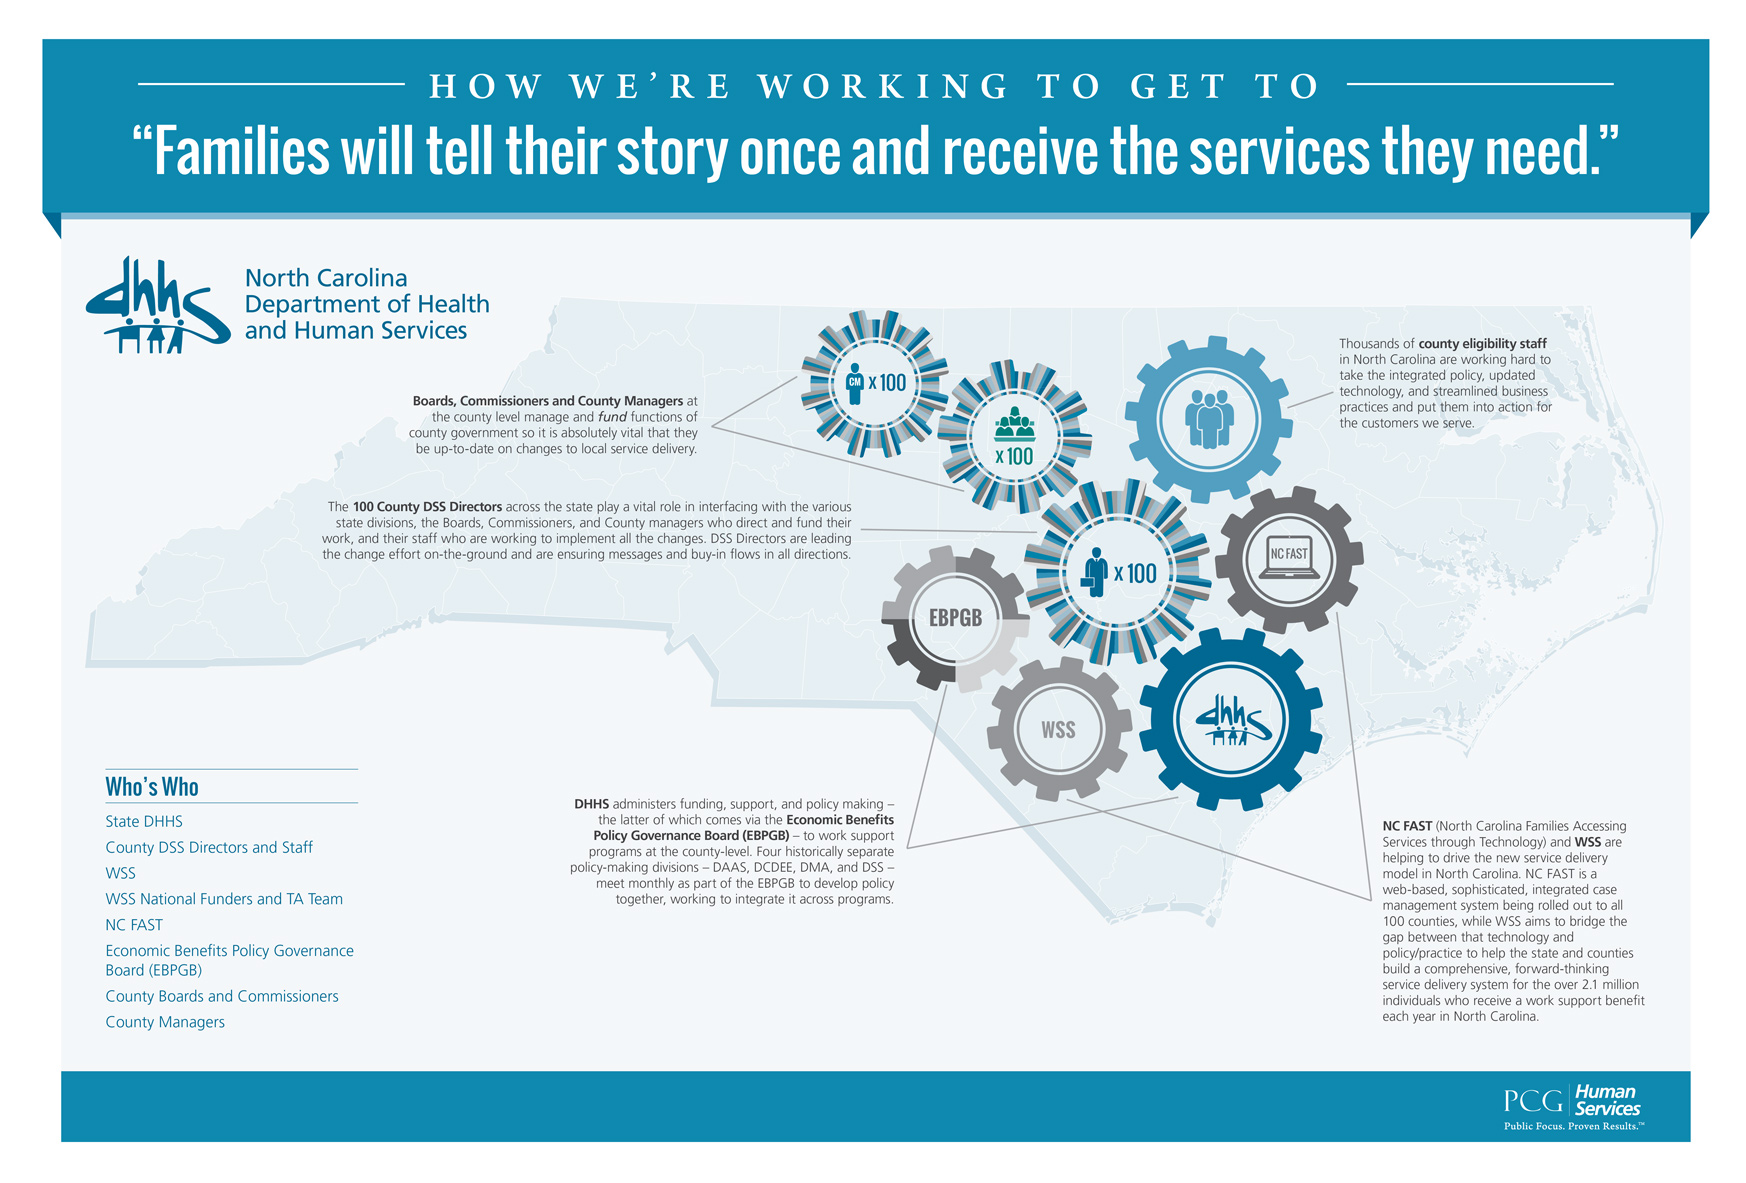 HOW WE'RE WORKING TO GET TO
“Families will tell their story once and receive the services they need.”
dhhs
North Carolina
Department of Health
and Human Services
Boards, Commissioners and County Managers at
the county level manage and fund functions of
county government so it is absolutely vital that they
be up-to-date on changes to local service delivery.
CM x 100
x 100
Thousands of county eligibility staff
in North Carolina are working hard to
take the integrated policy, updated
technology, and streamlined business
practices and put them into action for
the customers we serve.
The 100 County DSS Directors across the state play a vital role in interfacing with the various
state divisions, the Boards, Commissioners, and County managers who direct and fund their
work, and their staff who are working to implement all the changes. DSS Directors are leading
the change effort on-the-ground and are ensuring messages and buy-in flows in all directions.
x 100
NC FAST
EBPGB
WSS
dhhs
Who's Who
State DHHS
County DSS Directors and Staff
WSS
WSS National Funders and TA Team
NC FAST
Economic Benefits Policy Governance
Board (EBPGB)
County Boards and Commissioners
County Managers
DHHS administers funding, support, and policy making –
the latter of which comes via the Economic Benefits
Policy Governance Board (EBPGB) – to work support
programs at the county-level. Four historically separate
policy-making divisions – DAAS, DCDEE, DMA, and DSS –
meet monthly as part of the EBPGB to develop policy
together, working to integrate it across programs.
NC FAST (North Carolina Families Accessing
Services through Technology) and WSS are
helping to drive the new service delivery
model in North Carolina. NC FAST is a
web-based, sophisticated, integrated case
management system being rolled out to all
100 counties, while WSS aims to bridge the
gap between that technology and
policy/practice to help the state and counties
build a comprehensive, forward-thinking
service delivery system for the over 2.1 million
individuals who receive a work support benefit
each year in North Carolina.
PCG Human
Services
Public Focus. Proven Results.™